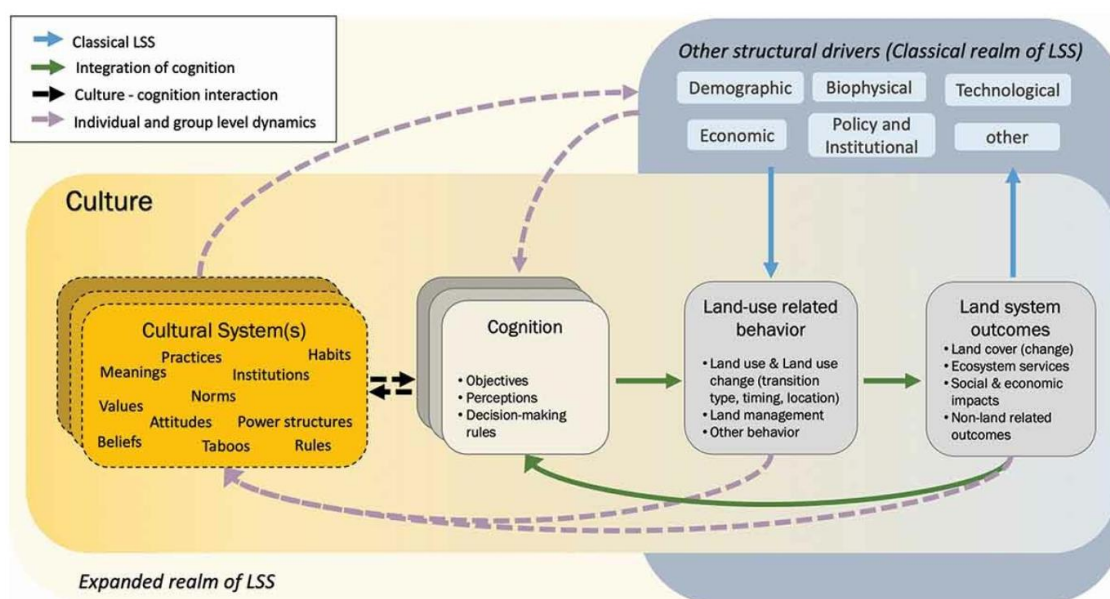 Classical LSS
Integration of cognition
Culture - cognition interaction
Individual and group level dynamics
Other structural drivers (Classical realm of LSS)
Demographic
Biophysical
Technological
Economic
Policy and
Institutional
other
Culture
Cultural System(s)
Practices
Habits
Meanings
Institutions
Values
Norms
Attitudes
Power structures
Beliefs
Taboos
Rules
Cognition
• Objectives
• Perceptions
• Decision-making
rules
Land-use related
behavior
• Land use & Land use
change (transition
type, timing, location)
• Land management
• Other behavior
Land system
outcomes
• Land cover (change)
• Ecosystem services
• Social & economic
impacts
• Non-land related
outcomes
Expanded realm of LSS